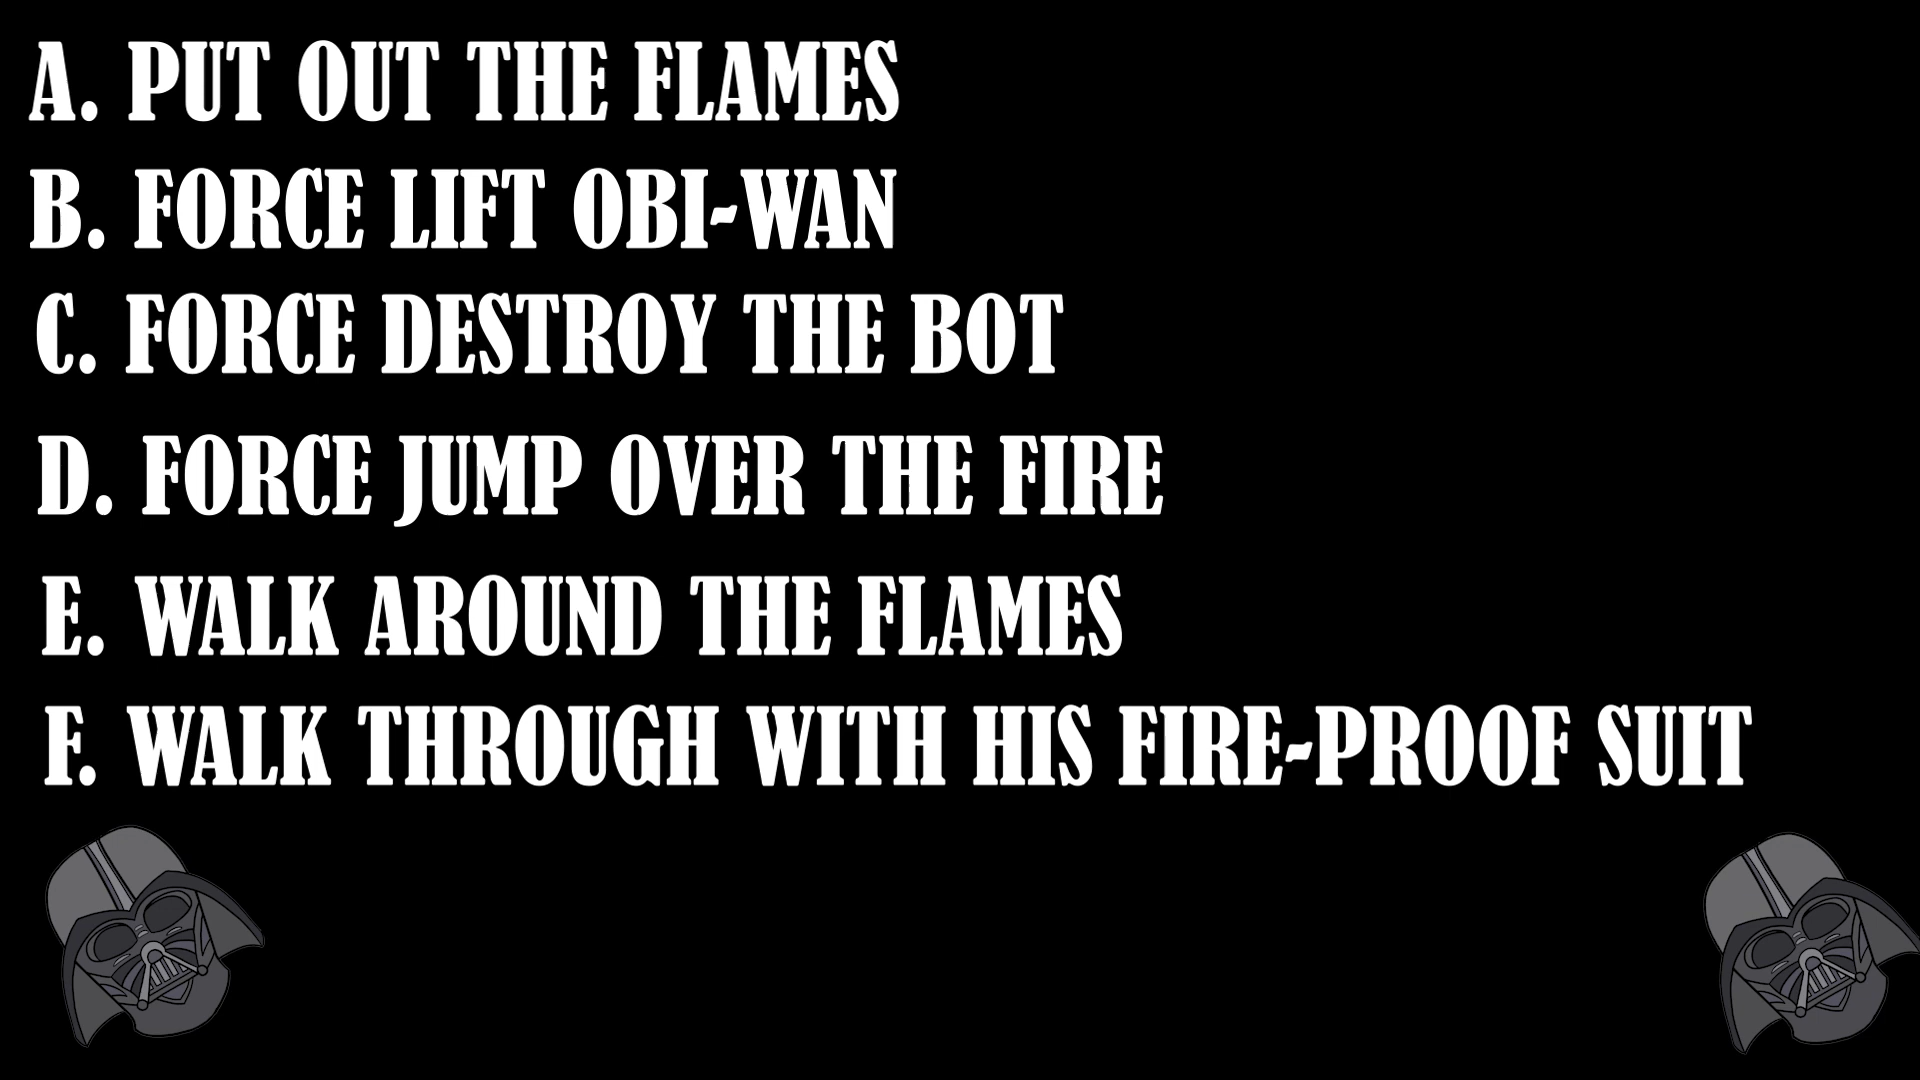 A. PUT OUT THE FLAMES
B. FORCE LIFT OBI-WAN
C. FORCE DESTROY THE BOT
D. FORCE JUMP OVER THE FIRE
E. WALK AROUND THE FLAMES
F. WALK THROUGH WITH HIS FIRE-PROOF SUIT